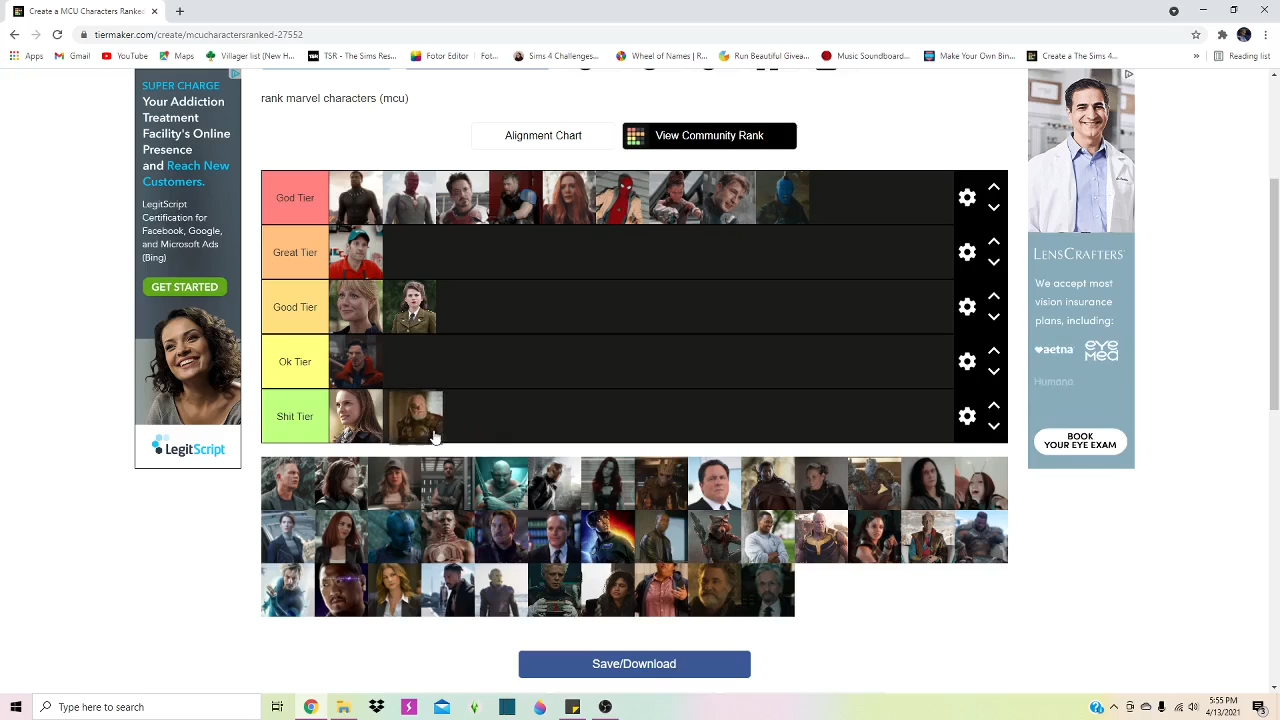 Create a MCU Characters Ranked
tiermaker.com/create/mcucharactersranked-27552
Apps
Gmail
YouTube
Maps
Villager list [New H...
TSR - The Sims Res...
Fotor Editor | Fot...
Sims 4 Challenges...
Wheel of Names | R...
Run Beautiful Givea...
Music Soundboard...
Make Your Own Bin...
Create a The Sims 4...
»
Reading list
rank marvel characters (mcu)
Alignment Chart
View Community Rank
God Tier
Great Tier
Good Tier
Ok Tier
Shit Tier
Save/Download
SUPER CHARGE
Your Addiction
Treatment
Facility's Online
Presence
and Reach New
Customers.
LegitScript
Certification for
Facebook, Google,
and Microsoft Ads
(Bing)
GET STARTED
LegitScript
LENSCRAFTERS
We accept most
vision insurance
plans, including:
aetna
EYE
MED
Humana
BOOK
YOUR EYE EXAM
Type here to search
5:55 PM
4/13/2021